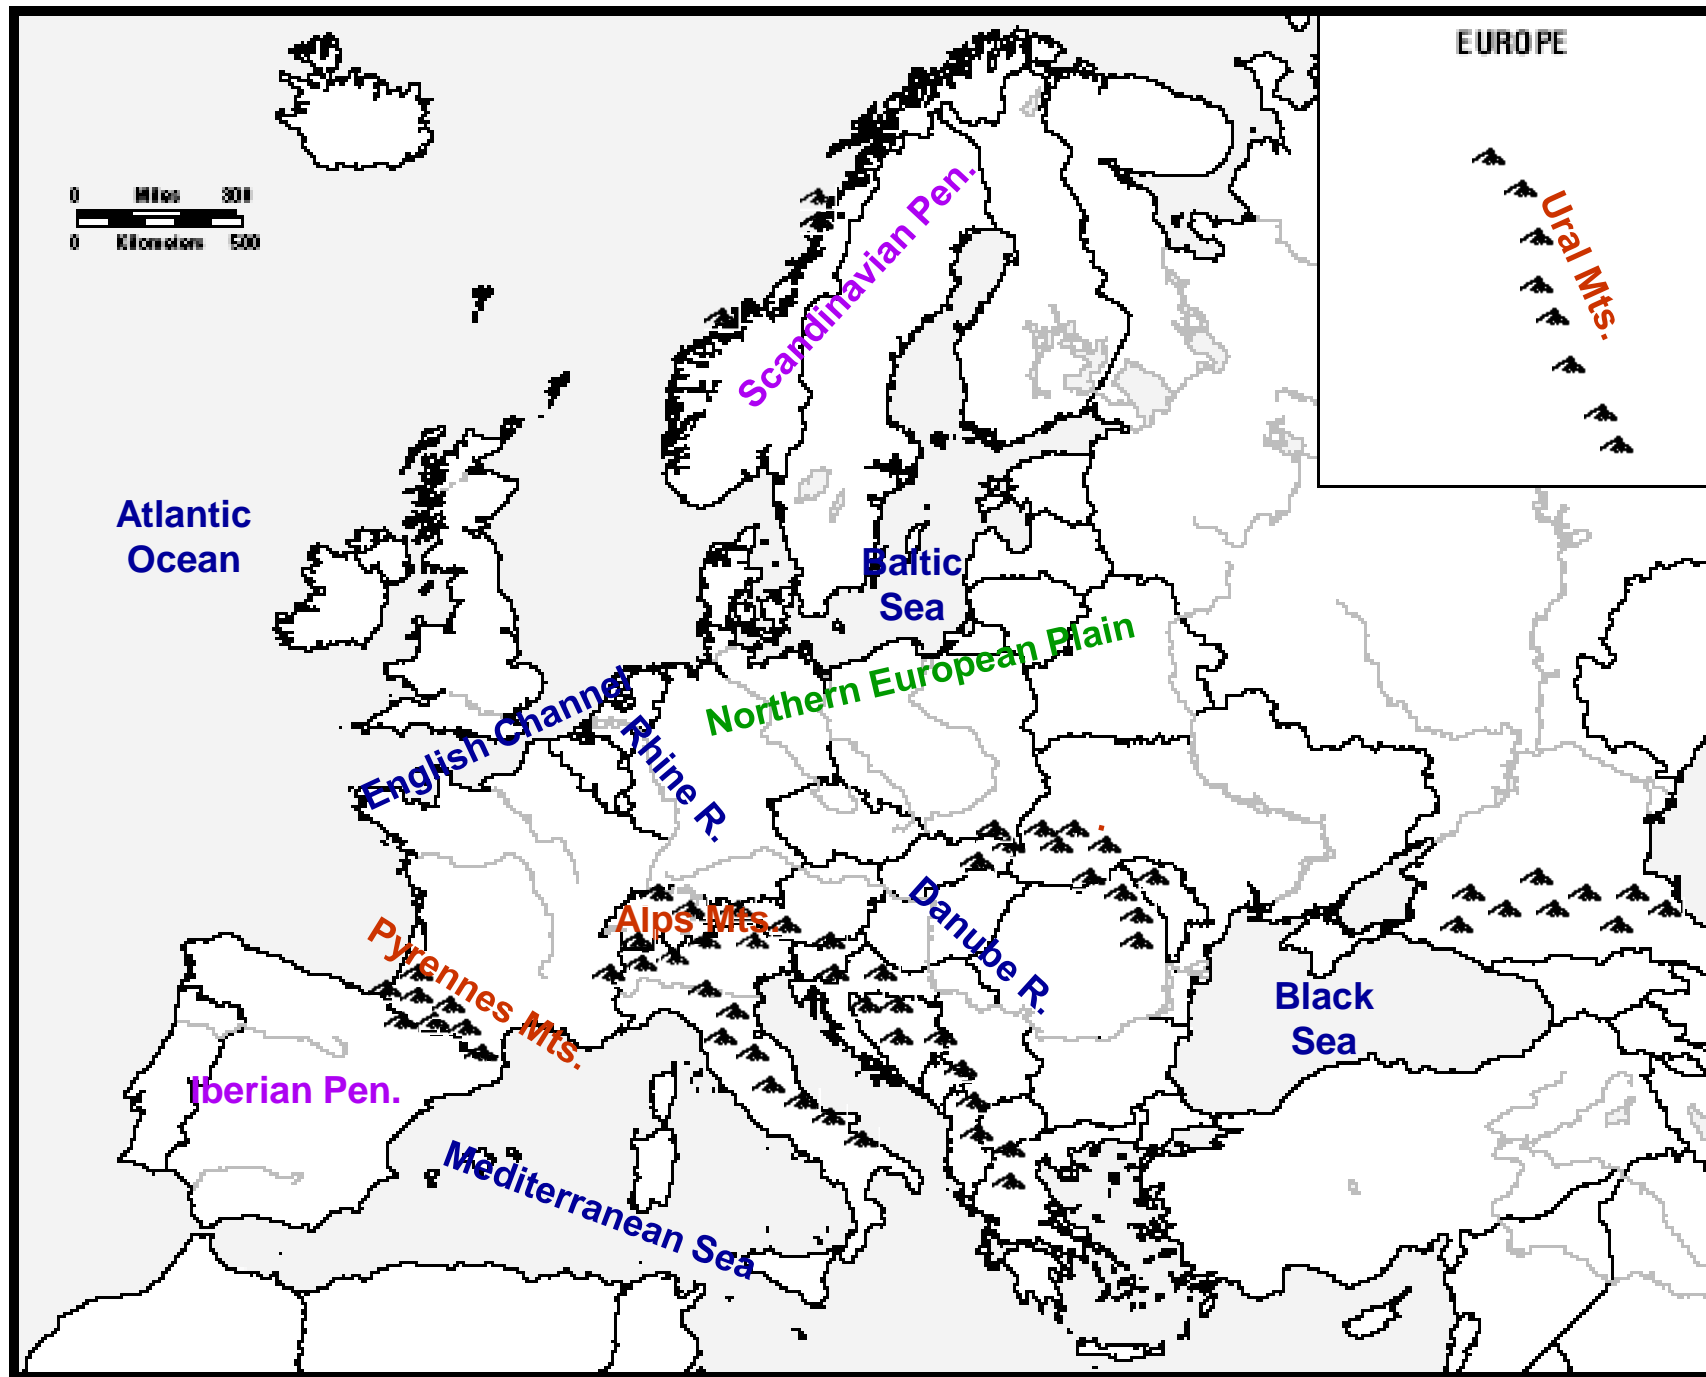 EUROPE
0 Miles 300
0 Kilometers 500
Ural Mts.
Scandinavian Pen.
Atlantic
Ocean
Baltic
Sea
Northern European Plain
English Channel
Rhine R.
Danube R.
Alps Mts.
Pyrennes Mts.
Black
Sea
Iberian Pen.
Mediterranean Sea